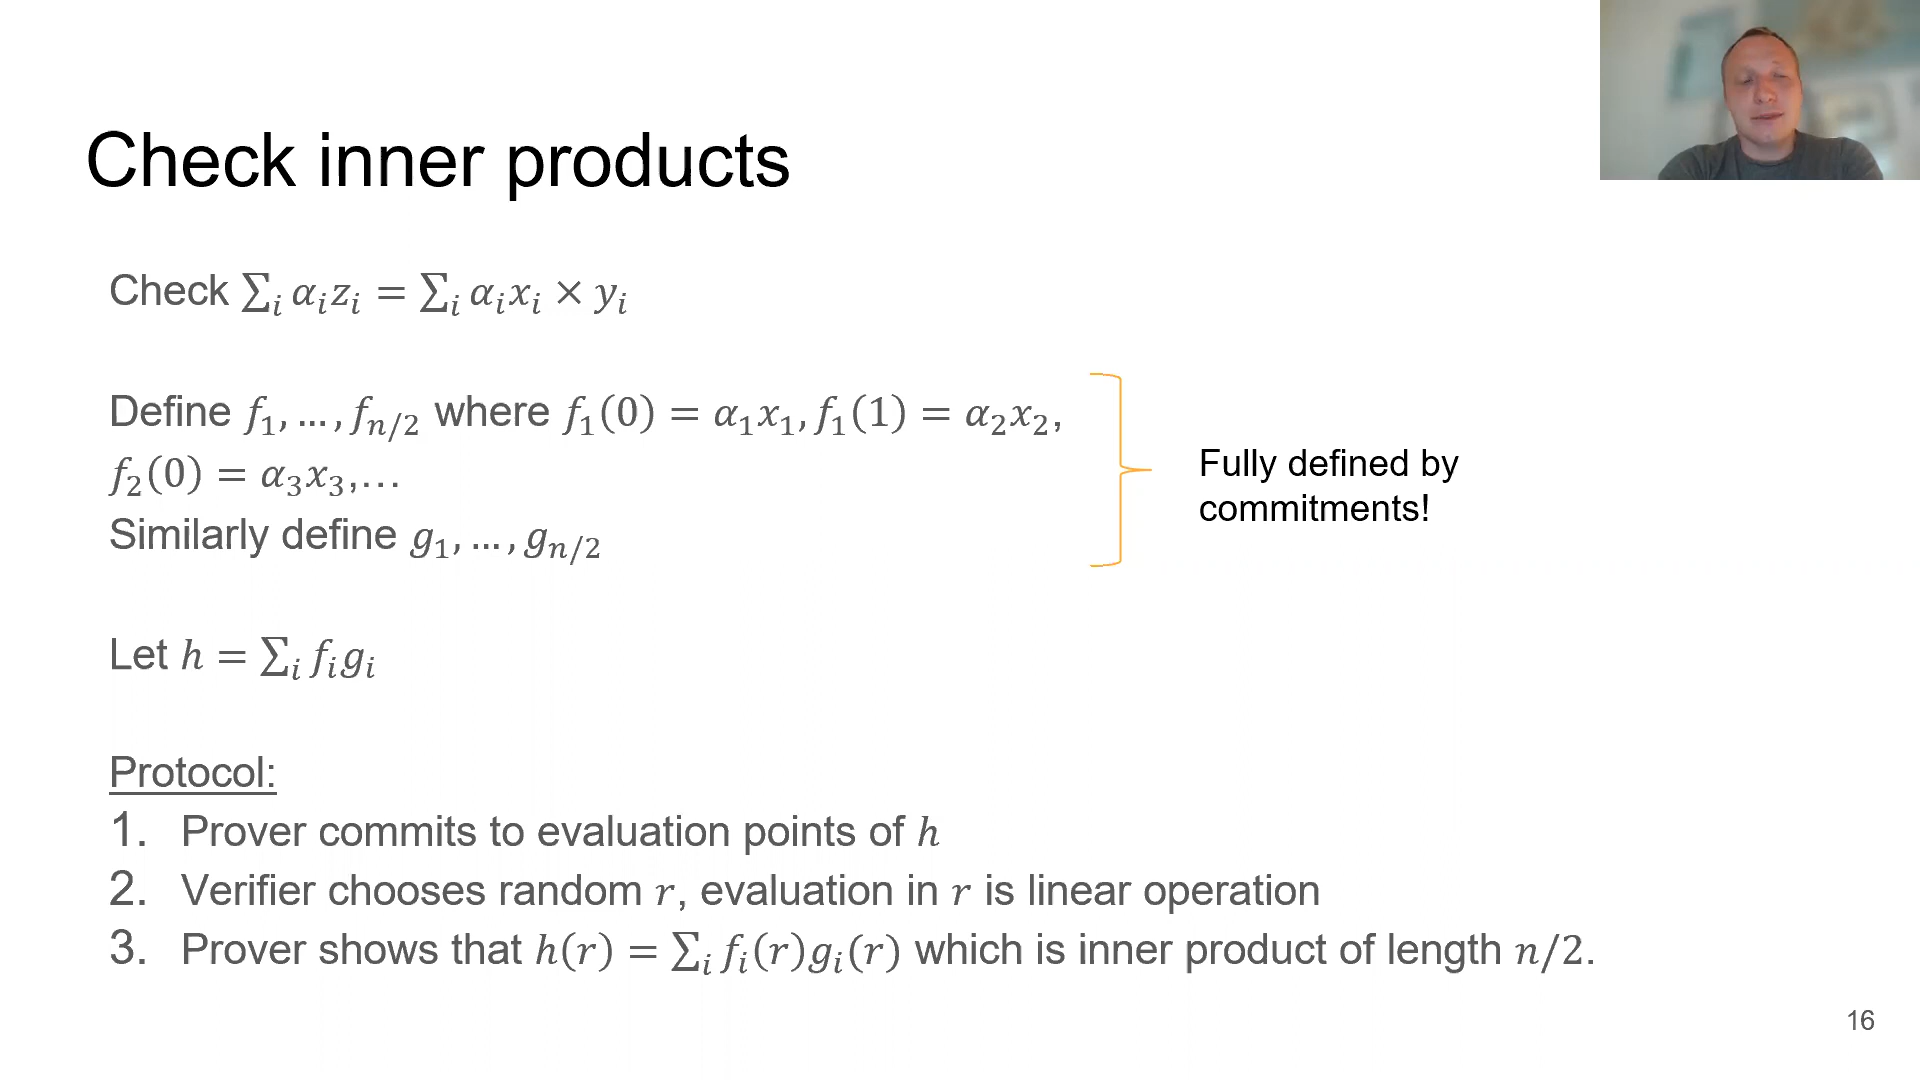 Check inner products
Check ∑ᵢ αᵢzᵢ = ∑ᵢ αᵢxᵢ × yᵢ
Define f₁, …, fₙ/₂ where f₁(0) = α₁x₁, f₁(1) = α₂x₂,
f₂(0) = α₃x₃,…
Similarly define g₁, …, gₙ/₂
Fully defined by
commitments!
Let h = ∑ᵢ fᵢgᵢ
Protocol:
1. Prover commits to evaluation points of h
2. Verifier chooses random r, evaluation in r is linear operation
3. Prover shows that h(r) = ∑ᵢ fᵢ(r)gᵢ(r) which is inner product of length n/2.
16